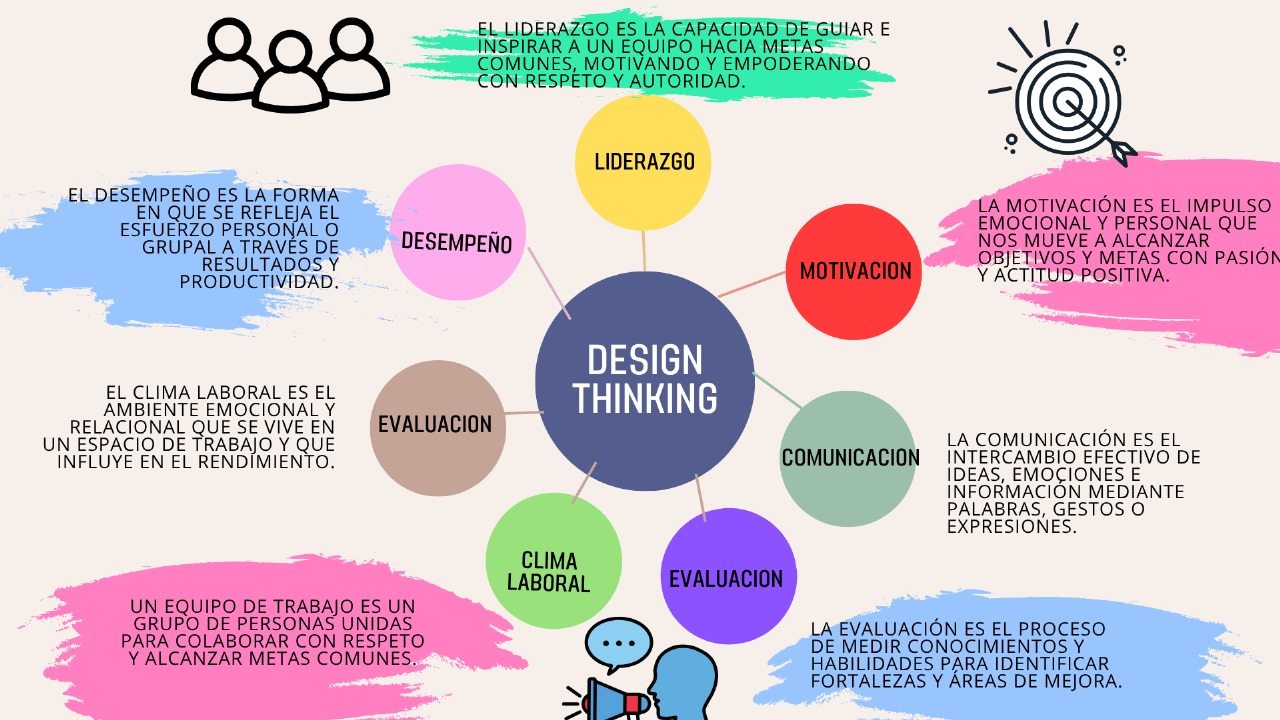 EL LIDERAZGO ES LA CAPACIDAD DE GUIAR E
INSPIRAR A UN EQUIPO HACIA METAS
COMUNES, MOTIVANDO Y EMPODERANDO
CON RESPETO Y AUTORIDAD.
LIDERAZGO
EL DESEMPEÑO ES LA FORMA
EN QUE SE REFLEJA EL
ESFUERZO PERSONAL O
GRUPAL A TRAVÉS DE
RESULTADOS Y
PRODUCTIVIDAD.
DESEMPEÑO
MOTIVACION
LA MOTIVACIÓN ES EL IMPULSO
EMOCIONAL Y PERSONAL QUE
NOS MUEVE A ALCANZAR
OBJETIVOS Y METAS CON PASIÓN
Y ACTITUD POSITIVA.
DESIGN
THINKING
EL CLIMA LABORAL ES EL
AMBIENTE EMOCIONAL Y
RELACIONAL QUE SE VIVE EN
UN ESPACIO DE TRABAJO Y QUE
INFLUYE EN EL RENDIMIENTO.
EVALUACION
COMUNICACION
LA COMUNICACIÓN ES EL
INTERCAMBIO EFECTIVO DE
IDEAS, EMOCIONES E
INFORMACIÓN MEDIANTE
PALABRAS, GESTOS O
EXPRESIONES.
CLIMA
LABORAL
EVALUACION
UN EQUIPO DE TRABAJO ES UN
GRUPO DE PERSONAS UNIDAS
PARA COLABORAR CON RESPETO
Y ALCANZAR METAS COMUNES.
LA EVALUACIÓN ES EL PROCESO
DE MEDIR CONOCIMIENTOS Y
HABILIDADES PARA IDENTIFICAR
FORTALEZAS Y ÁREAS DE MEJORA.